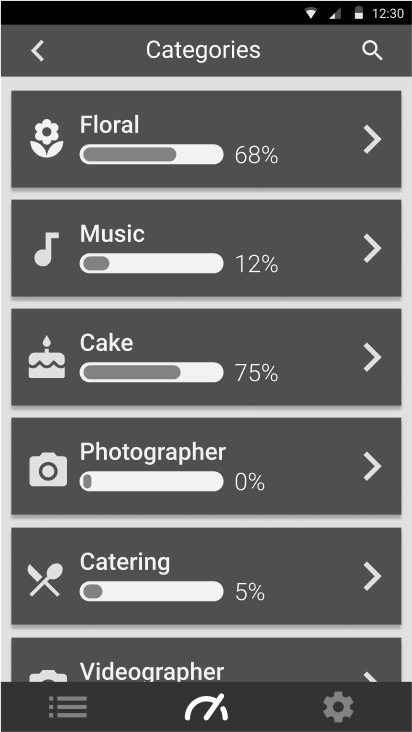 12:30
Categories
Floral
68%
Music
12%
Cake
75%
Photographer
0%
Catering
5%
Videographer